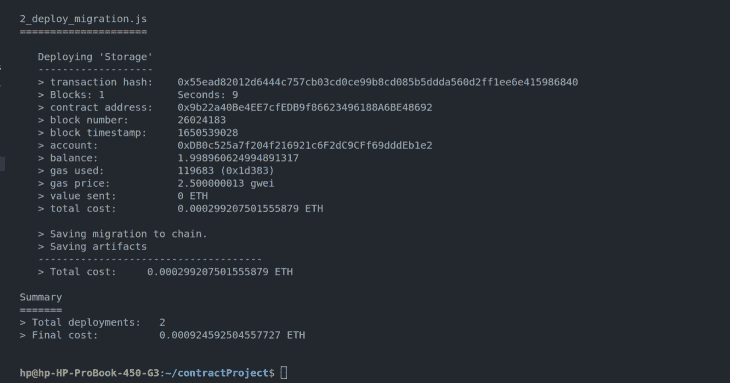 2_deploy_migration.js
=====================
Deploying 'Storage'
-------------------
> transaction hash:    0x55ead82012d6444c757cb03cd0ce99b8cd085b5ddda560d2ff1ee6e415986840
> Blocks: 1            Seconds: 9
> contract address:    0x9b22a40Be4EE7cfEDB9f86623496188A6BE48692
> block number:        26024183
> block timestamp:     1650539028
> account:             0xDB0c525a7f204f216921c6F2dC9CFf69dddEb1e2
> balance:             1.998960624994891317
> gas used:            119683 (0x1d383)
> gas price:           2.500000013 gwei
> value sent:          0 ETH
> total cost:          0.000299207501555879 ETH
> Saving migration to chain.
> Saving artifacts
-------------------------------------
> Total cost:     0.000299207501555879 ETH
Summary
=======
> Total deployments:   2
> Final cost:          0.000924592504557727 ETH
hp@hp-HP-ProBook-450-G3:~/contractProject$